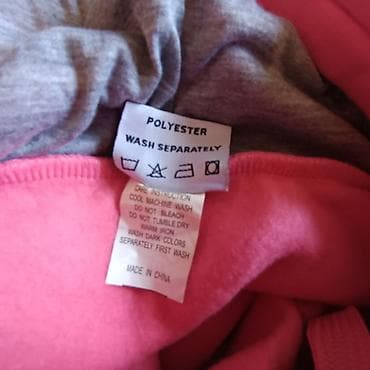 POLYESTER
WASH SEPARATELY
CARE INSTRUCTION
COOL MACHINE WASH
DO NOT BLEACH
DO NOT TUMBLE DRY
WARM IRON
WASH DARK COLORS
SEPARATELY FIRST WASH
MADE IN CHINA